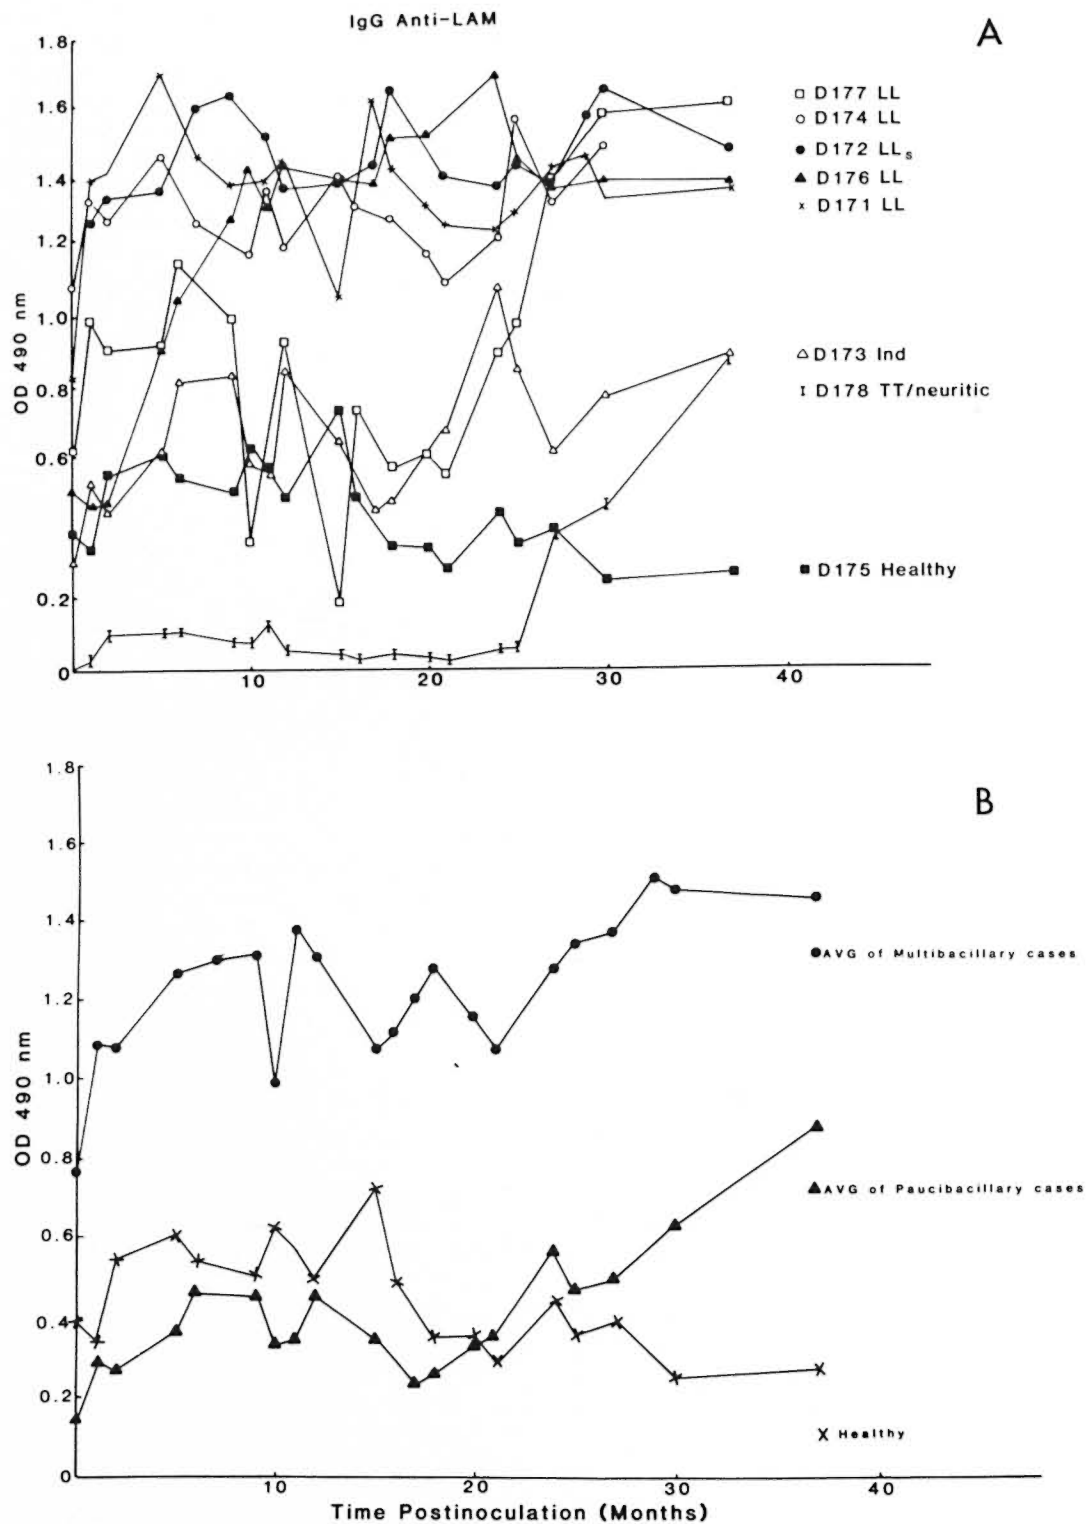 IgG Anti-LAM
A
1.8
1.6
1.4
1.2
1.0
0.8
0.6
0.2
0
OD 490 nm
10
20
30
40
D177 LL
D174 LL
D172 LLs
D176 LL
D171 LL
D173 Ind
D178 TT/neuritic
D175 Healthy
B
1.8
1.6
1.4
1.2
1.0
0.8
0.6
0.4
0.2
0
OD 490 nm
10
20
30
40
AVG of Multibacillary cases
AVG of Paucibacillary cases
Healthy
Time Postinoculation (Months)